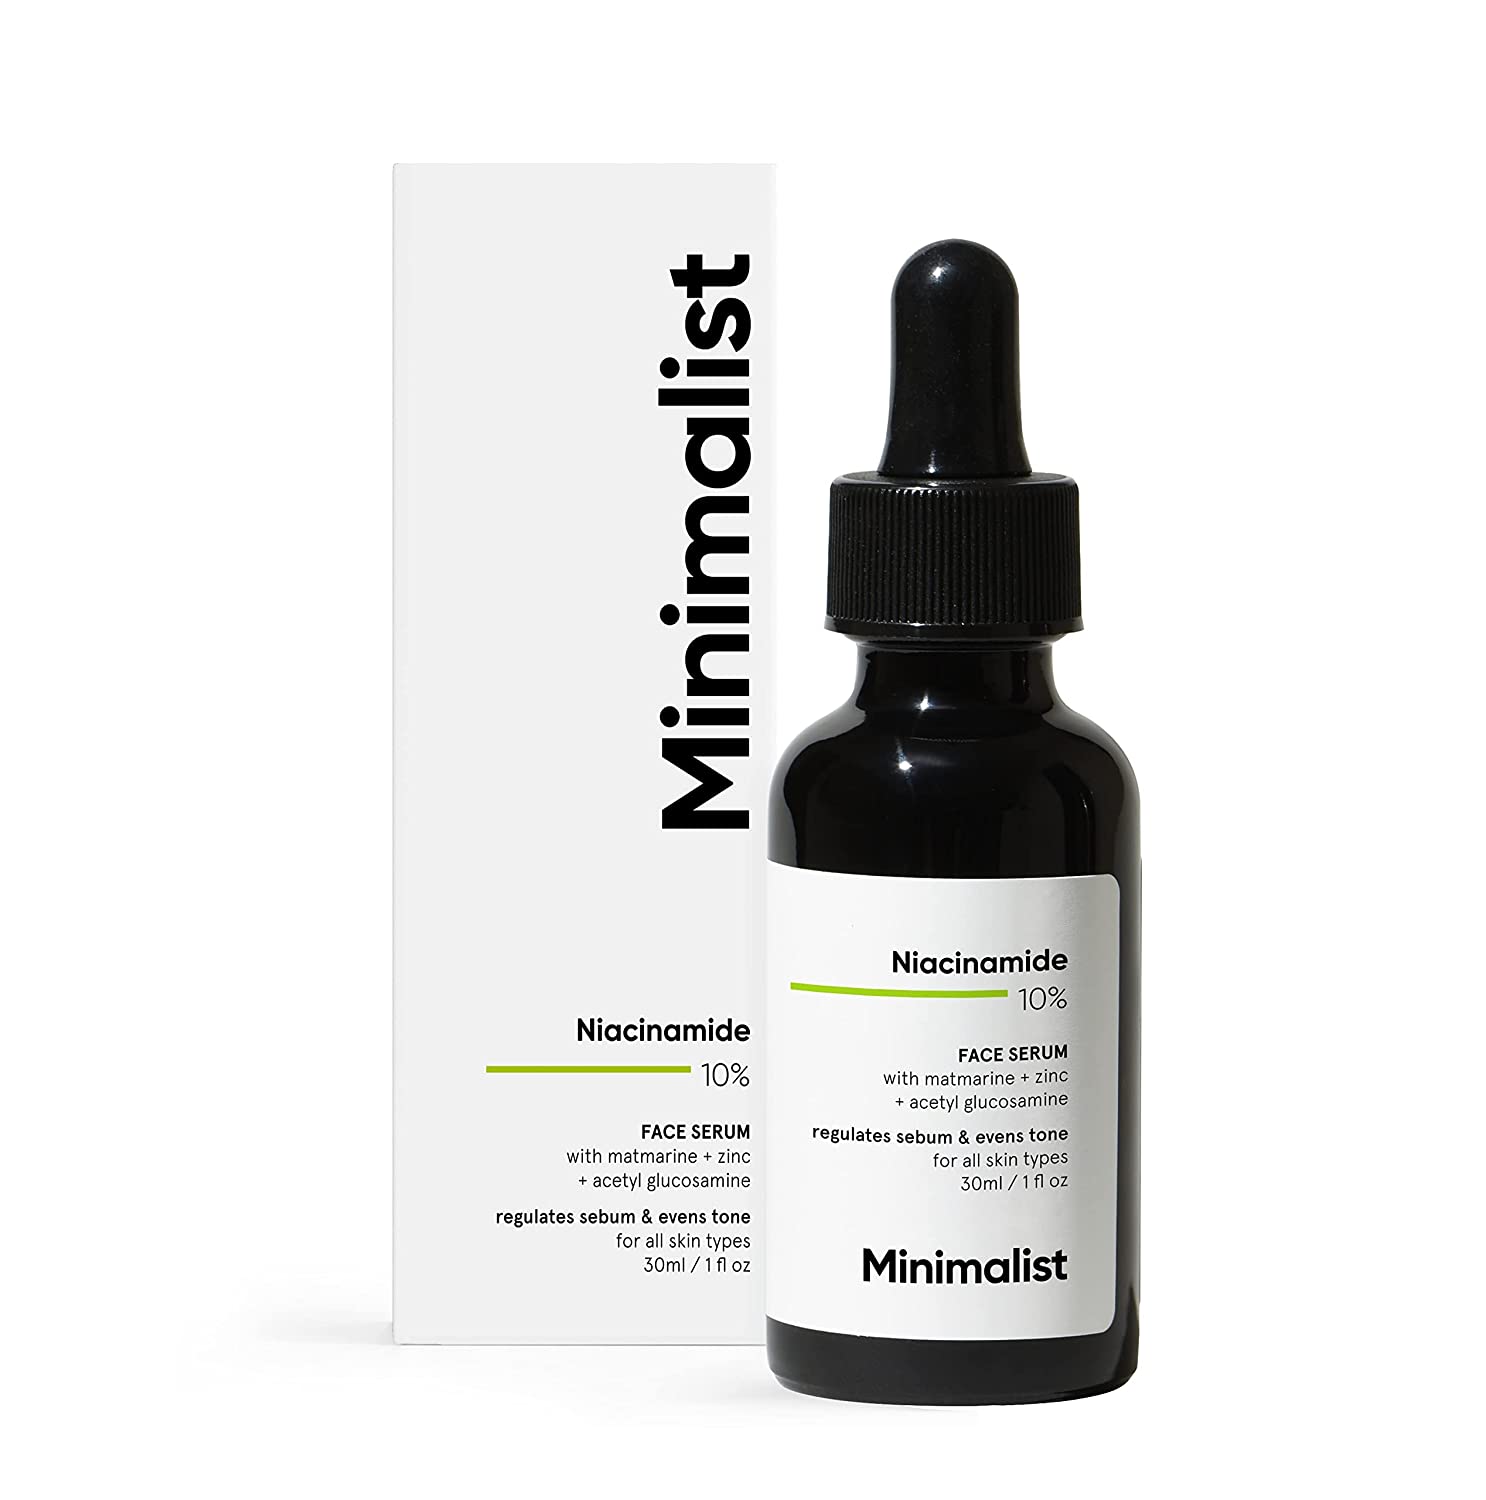 Minimalist
Niacinamide
10%
FACE SERUM
with matmarine + zinc
+ acetyl glucosamine
regulates sebum & evens tone
for all skin types
30ml / 1 fl oz
Niacinamide
10%
FACE SERUM
with matmarine + zinc
+ acetyl glucosamine
regulates sebum & evens tone
for all skin types
30ml / 1 fl oz
Minimalist